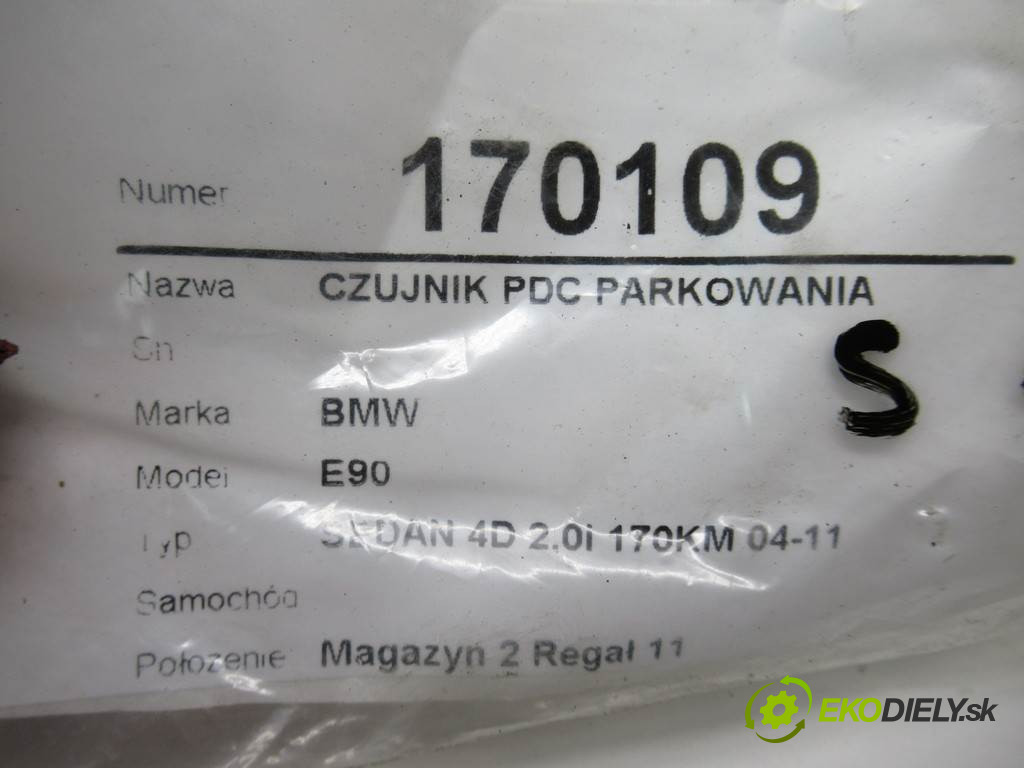 Numer 170109
Nazwa CZUJNIK PDC PARKOWANIA
Sn
S
Marka BMW
Model E90
Typ SEDAN 4D 2.0i 170KM 04-11
Samochód
Położenie Magazyn 2 Regał 11
EKODIELY.sk